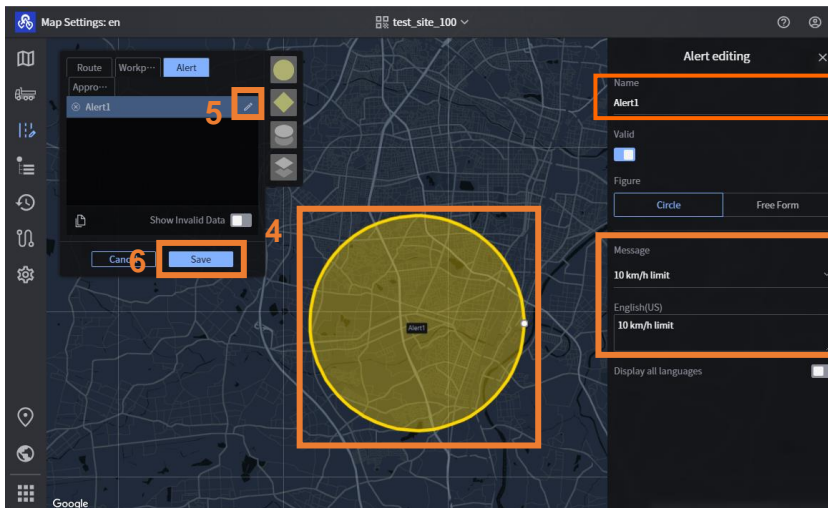 Map Settings: en
test_site_100
Route
Workp…
Alert
Appro…
Alert1
5
Show Invalid Data
Save
6
4
Alert1
Google
Alert editing
Name
Alert1
Valid
Figure
Circle
Free Form
Message
10 km/h limit
English(US)
10 km/h limit
Display all languages